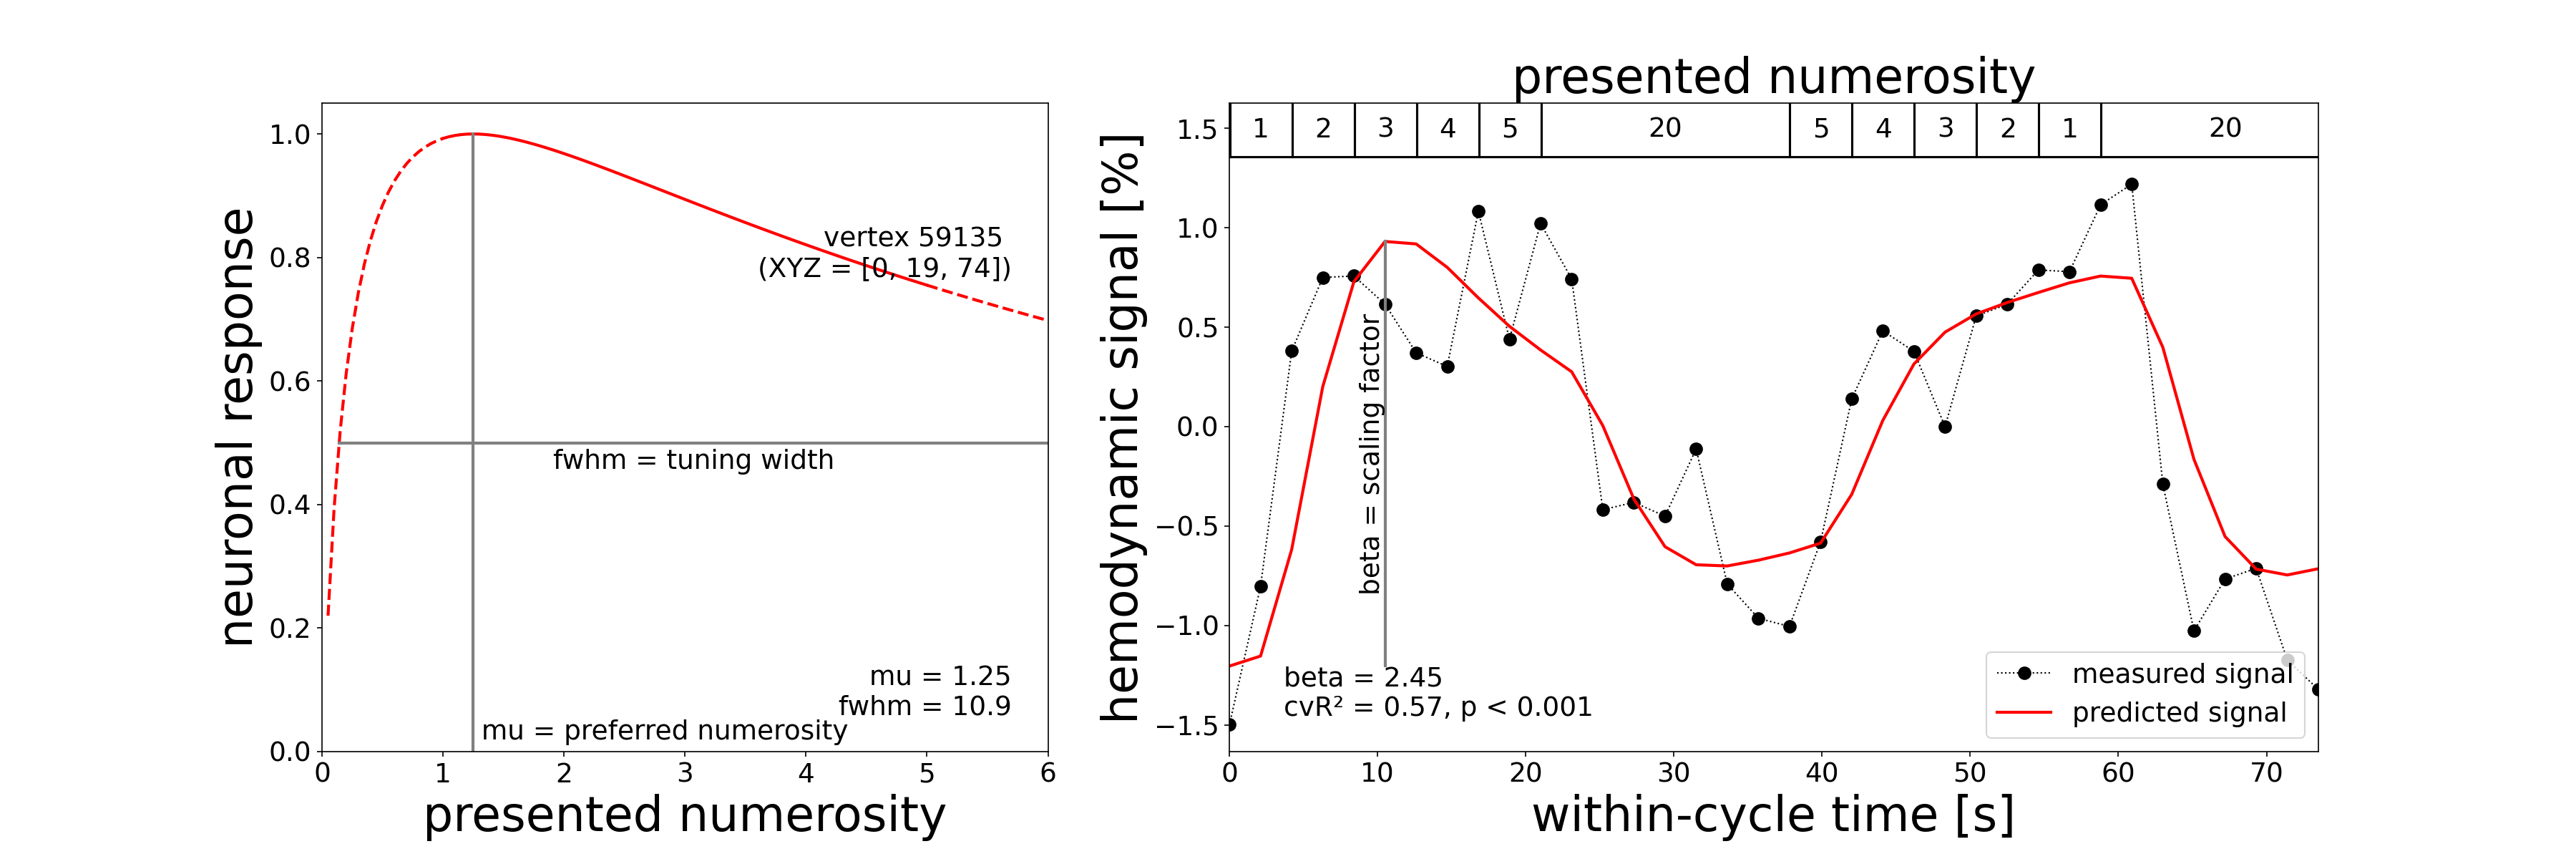 neuronal response
1.0
0.8
0.6
0.4
0.2
0.0
0 1 2 3 4 5 6
presented numerosity
vertex 59135
(XYZ = [0, 19, 74])
fwhm = tuning width
mu = 1.25
fwhm = 10.9
mu = preferred numerosity
presented numerosity
1 2 3 4 5 20 5 4 3 2 1 20
hemodynamic signal [%]
1.5
1.0
0.5
0.0
−0.5
−1.0
−1.5
beta = scaling factor
beta = 2.45
cvR² = 0.57, p < 0.001
measured signal
predicted signal
0 10 20 30 40 50 60 70
within-cycle time [s]